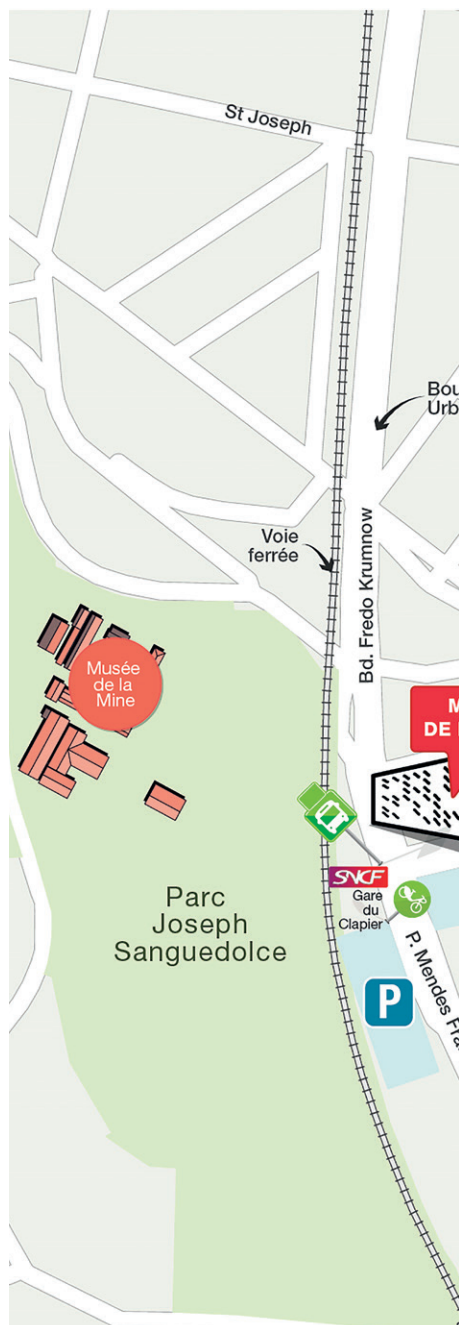 St Joseph
Bou
Urb
Voie
ferrée
Bd. Fredo Krumnow
Musée
de la
Mine
M
DE
SNCF
Gare
du
Clapier
Parc
Joseph
Sanguedolce
P. Mendes Fra
P